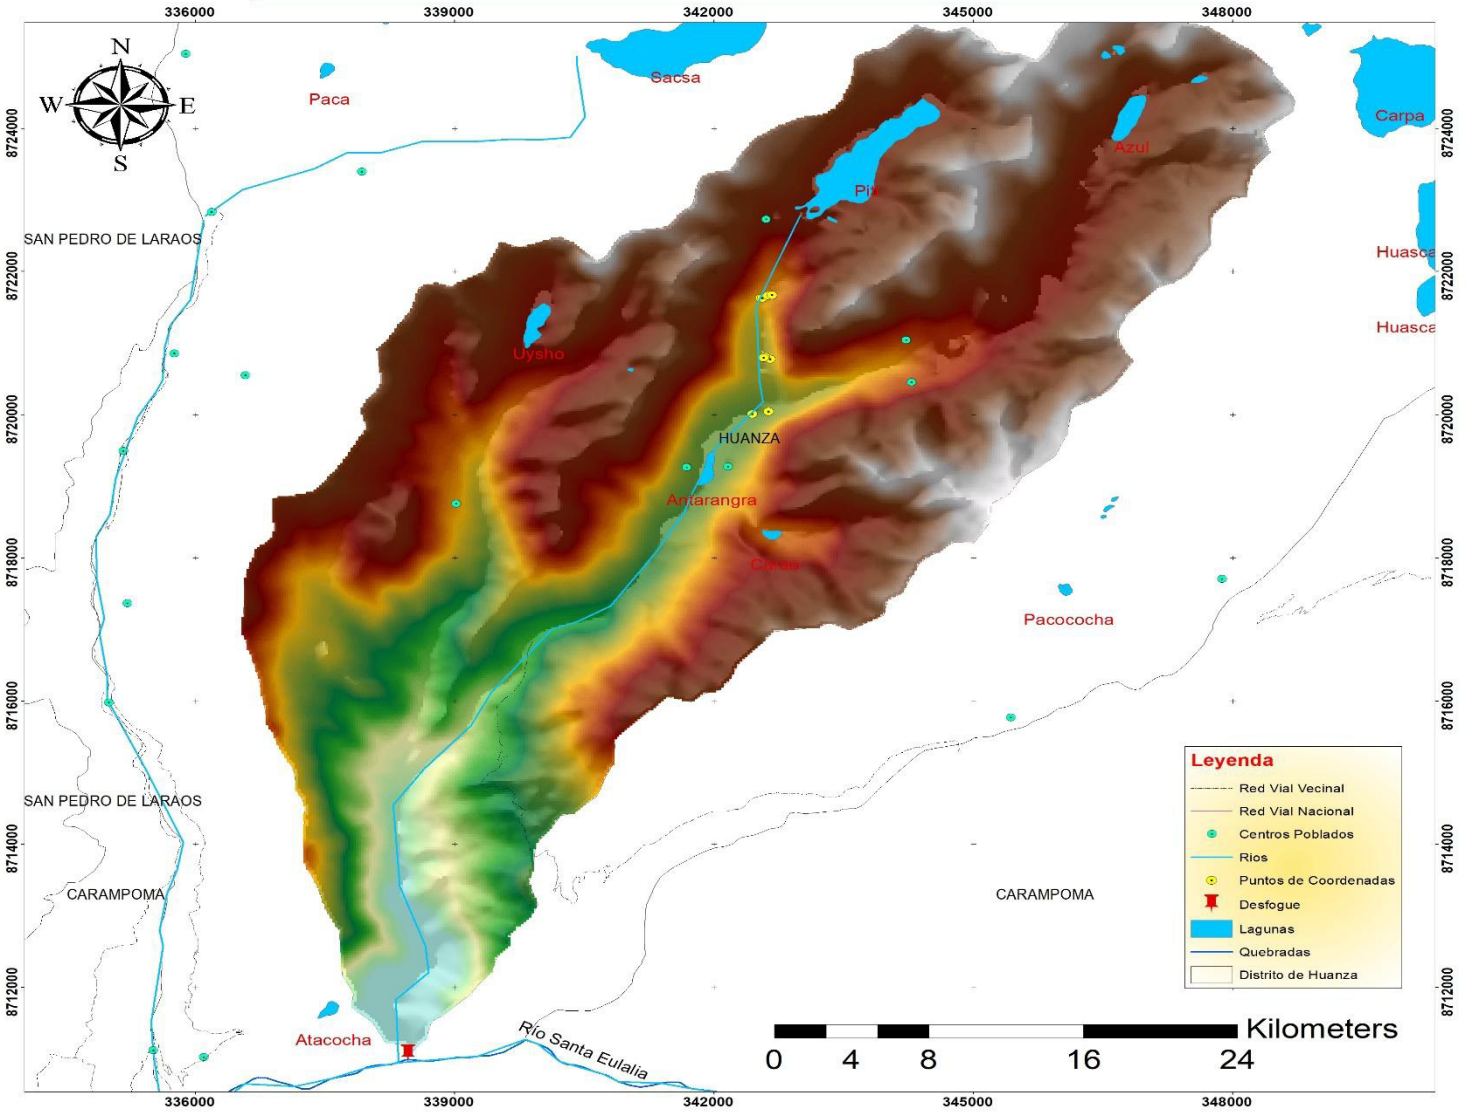 336000
339000
342000
345000
348000
N
W
E
S
Sacsa
Paca
Carpa
Azul
8724000
8724000
SAN PEDRO DE LARAOS
Huasca
8722000
8722000
Huasca
Uysho
8720000
8720000
HUANZA
Antarangra
8718000
8718000
Pacococha
8716000
8716000
SAN PEDRO DE LARAOS
8714000
8714000
CARAMPOMA
CARAMPOMA
8712000
8712000
Atacocha
Río Santa Eulalia
Leyenda
Red Vial Vecinal
Red Vial Nacional
Centros Poblados
Rios
Puntos de Coordenadas
Desfogue
Lagunas
Quebradas
Distrito de Huanza
Kilometers
0
4
8
16
24
336000
339000
342000
345000
348000